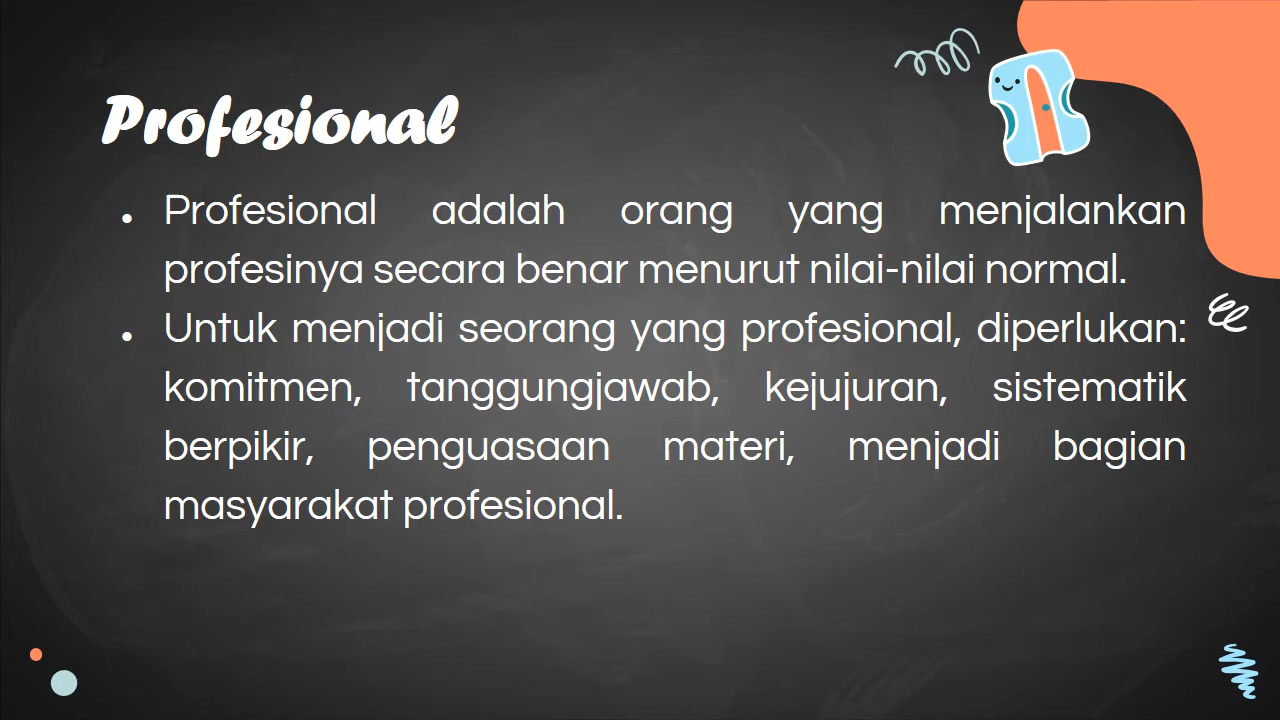 Profesional
• Profesional adalah orang yang menjalankan
profesinya secara benar menurut nilai-nilai normal.
• Untuk menjadi seorang yang profesional, diperlukan:
komitmen, tanggungjawab, kejujuran, sistematik
berpikir, penguasaan materi, menjadi bagian
masyarakat profesional.